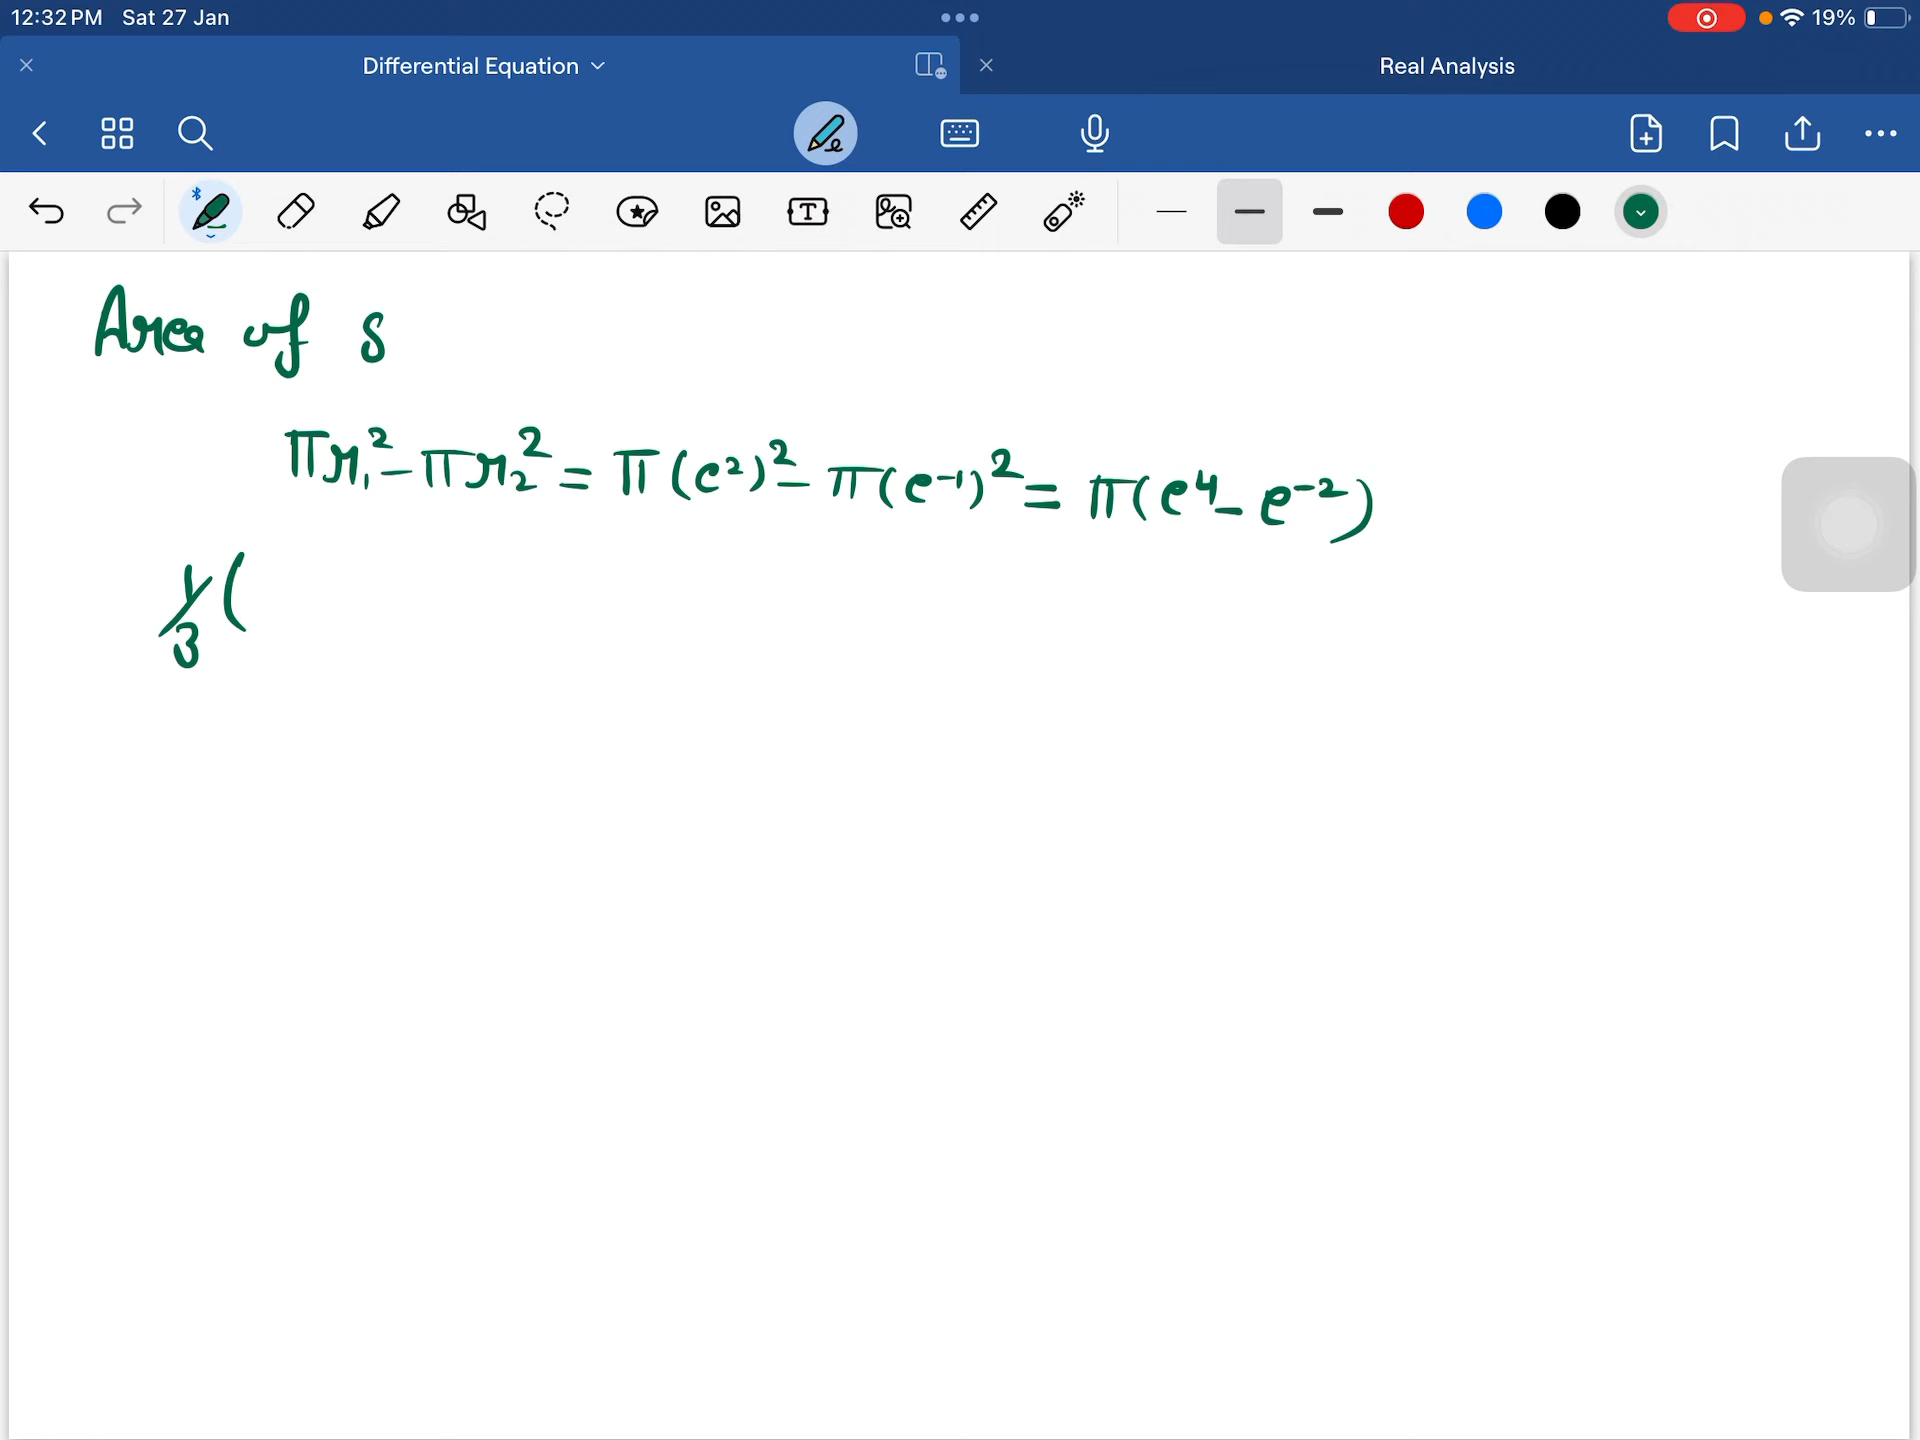 12:32 PM Sat 27 Jan 19%
Differential Equation Real Analysis
Area of S
πr₁² - πr₂² = π(e²)² - π(e⁻¹)² = π(e⁴ - e⁻²)
1/3 (